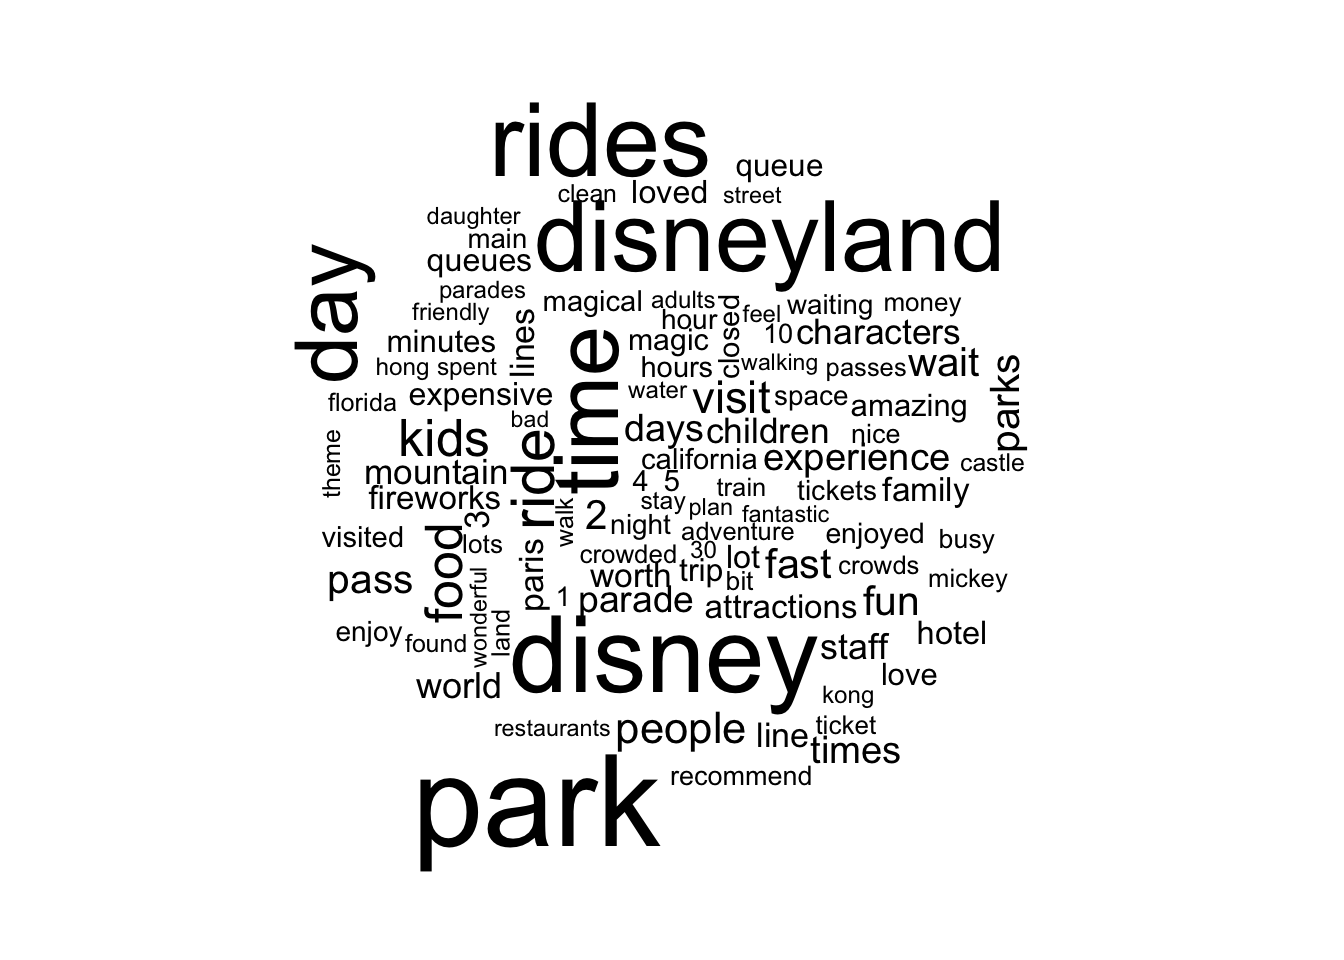 rides
queue
clean loved street
daughter
disneyland
main
queues
day
parades
magical adults closed
friendly
lines
hour
feel waiting money
minutes
time
magic
10 characters
hong spent
hours
walking passes wait
parks
florida expensive
water visit space amazing
bad
kids
ride
days children nice
theme
mountain
california experience castle
fireworks
4 5 train tickets family
walk
stay plan fantastic
3
2 night adventure enjoyed busy
visited
food
lots
paris
crowded 30 lot fast crowds
pass
wonderful
worth trip bit mickey
1 parade attractions fun
enjoy found
land
disney
staff hotel
world
love
kong
restaurants people line ticket
times
park
recommend